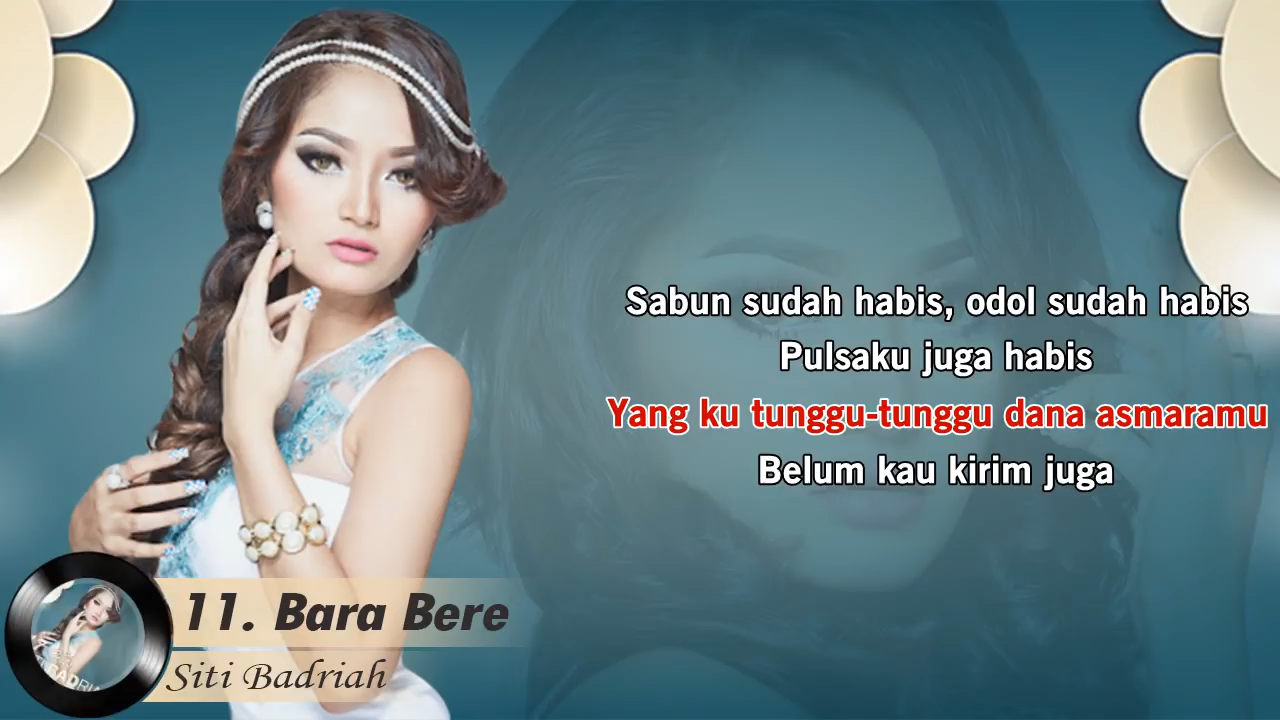 Sabun sudah habis, odol sudah habis
Pulsaku juga habis
Yang ku tunggu-tunggu dana asmaramu
Belum kau kirim juga
11. Bara Bere
Siti Badriah